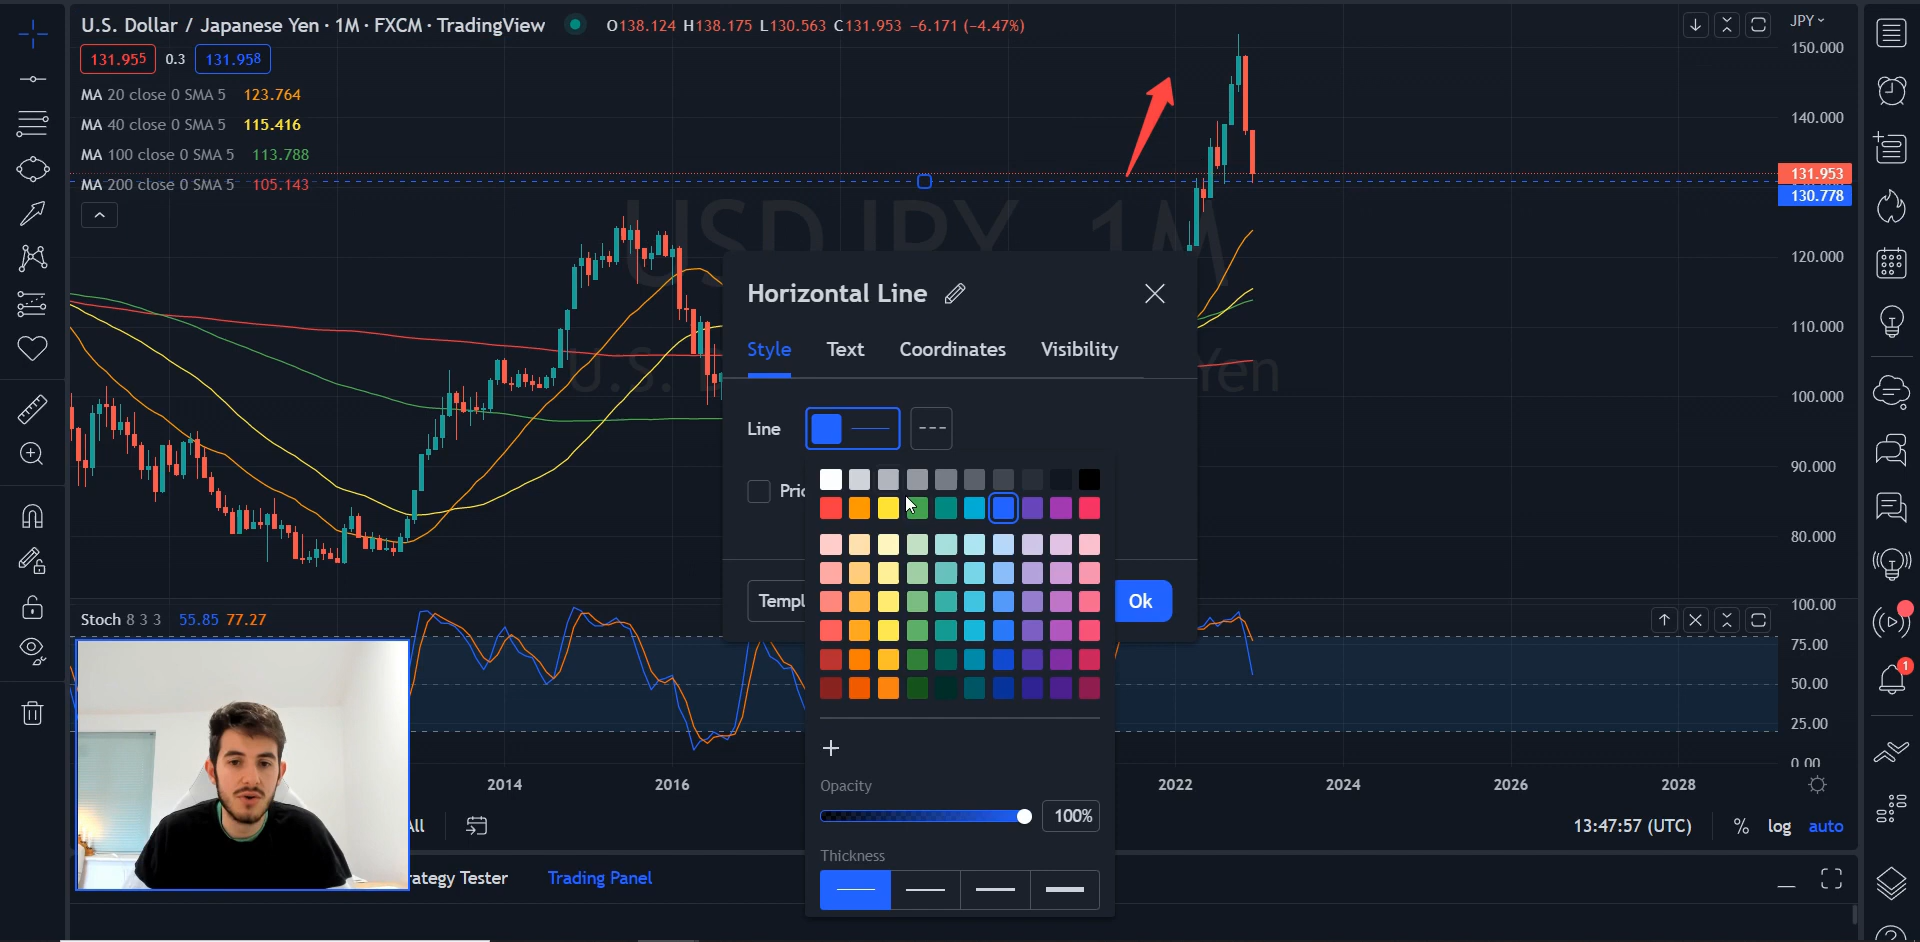 U.S. Dollar / Japanese Yen · 1M · FXCM · TradingView
O138.124 H138.175 L130.563 C131.953 -6.171 (-4.47%)
JPY
131.955 0.3 131.958
MA 20 close 0 SMA 5 123.764
MA 40 close 0 SMA 5 115.416
MA 100 close 0 SMA 5 113.788
MA 200 close 0 SMA 5 105.143
150.000
140.000
131.953
130.778
120.000
110.000
100.000
90.000
80.000
USDJPY, 1M
U.S. D
Yen
Horizontal Line
Style Text Coordinates Visibility
Line
Pric
Templ
Ok
Opacity
100%
Thickness
Stoch 8 3 3 55.85 77.27
100.00
75.00
50.00
25.00
0.00
2014 2016 2022 2024 2026 2028
All
13:47:57 (UTC) % log auto
rategy Tester Trading Panel
1